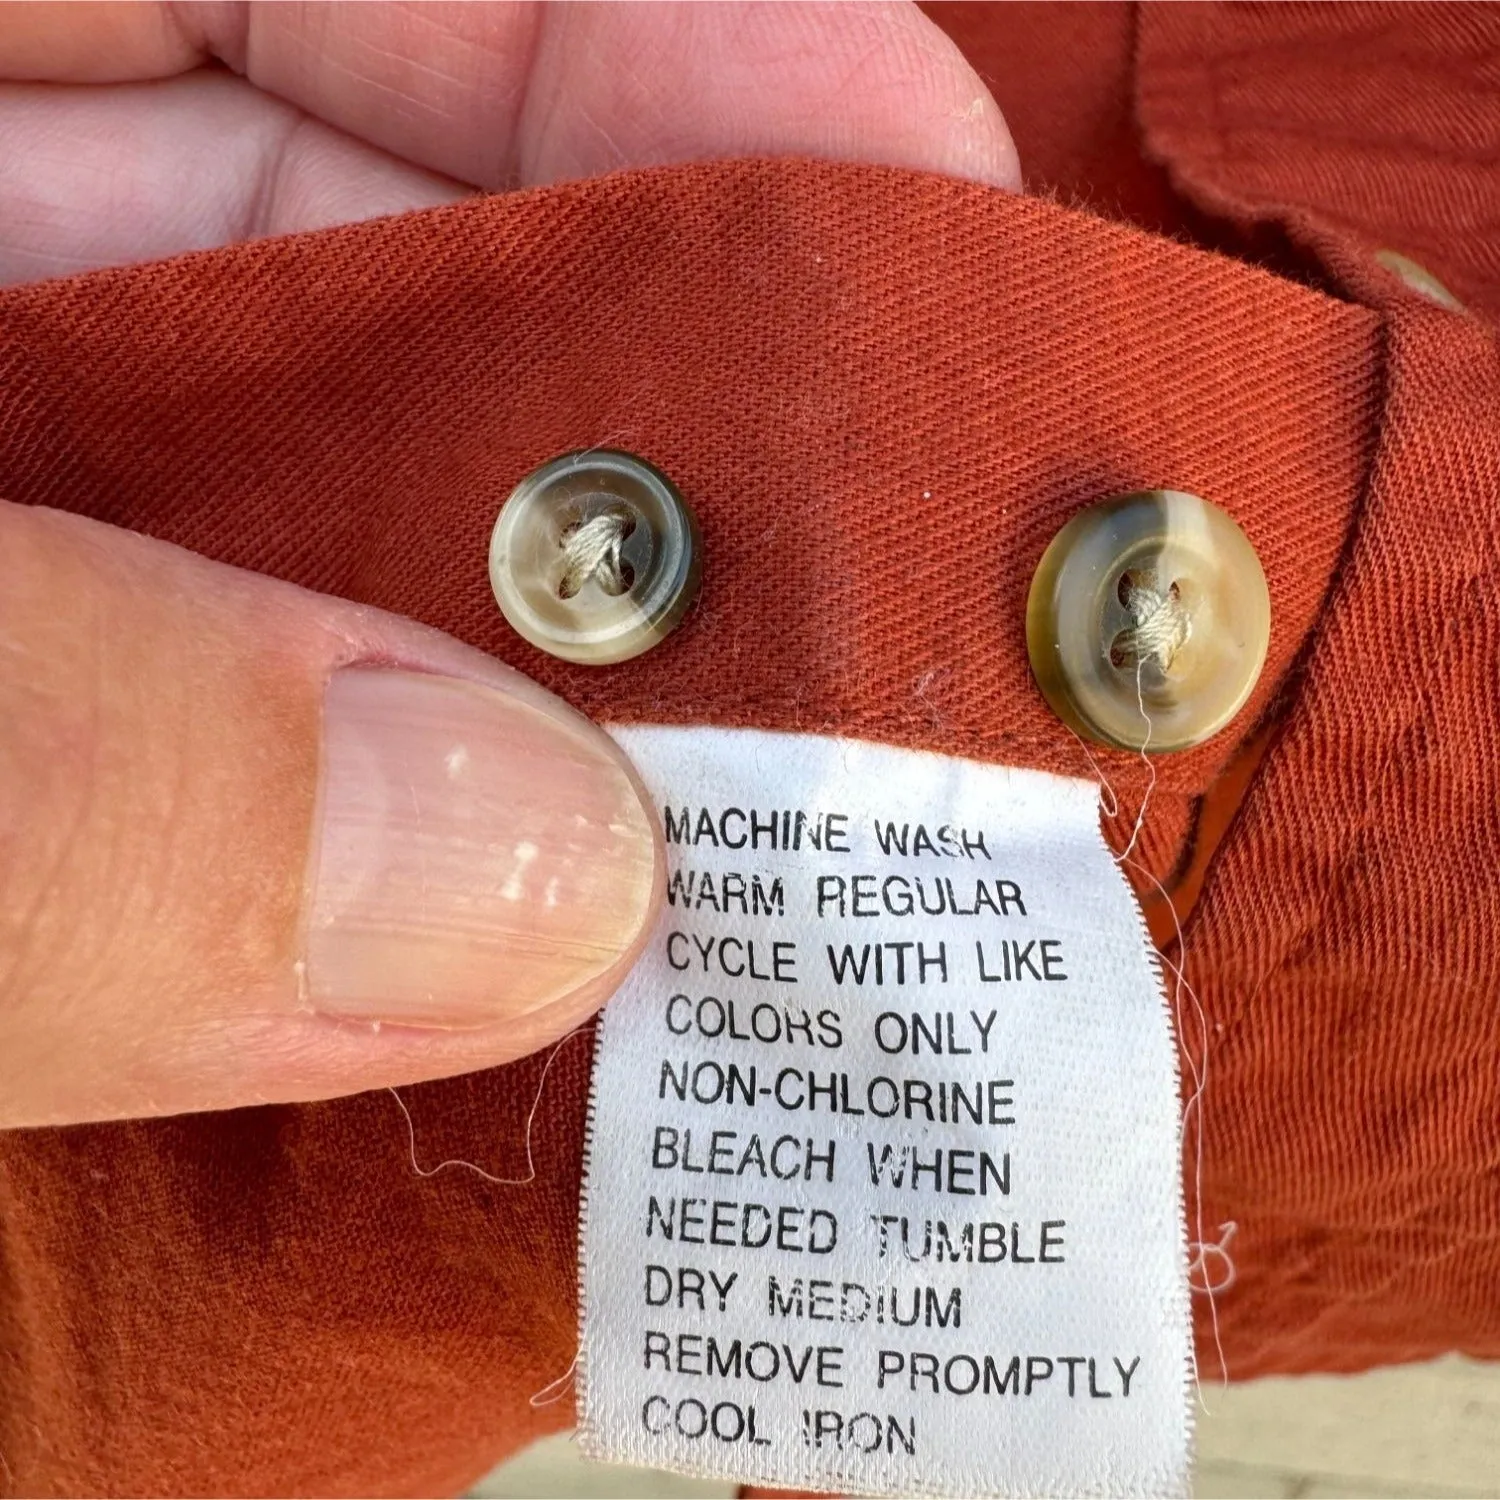 MACHINE WASH
WARM REGULAR
CYCLE WITH LIKE
COLORS ONLY
NON-CHLORINE
BLEACH WHEN
NEEDED TUMBLE
DRY MEDIUM
REMOVE PROMPTLY
COOL IRON